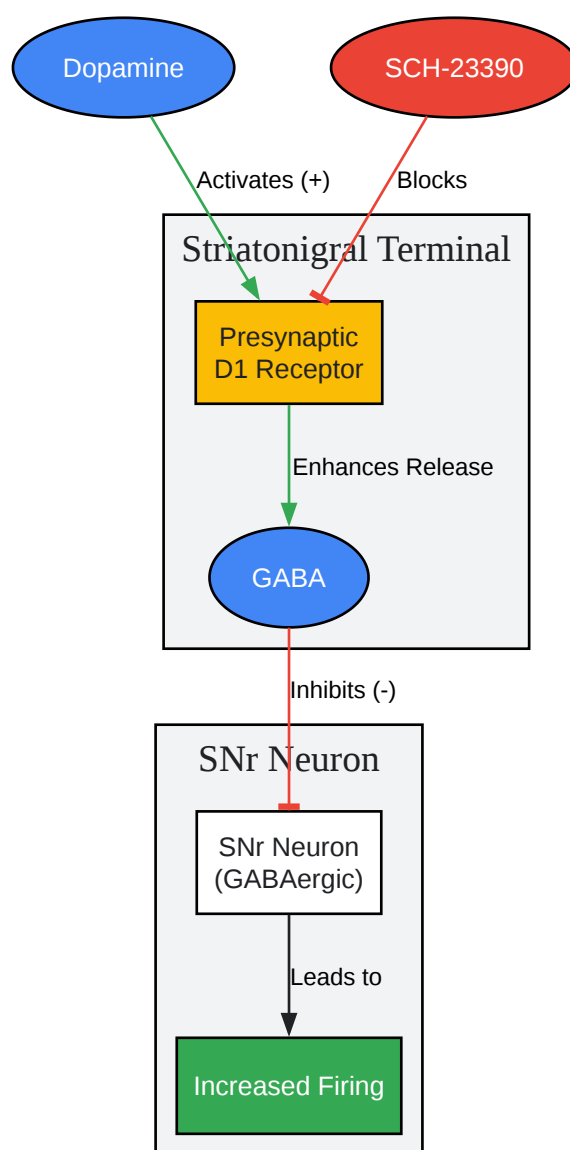 Dopamine
SCH-23390
Activates (+)
Blocks
Striatonigral Terminal
Presynaptic
D1 Receptor
Enhances Release
GABA
Inhibits (-)
SNr Neuron
SNr Neuron
(GABAergic)
Leads to
Increased Firing